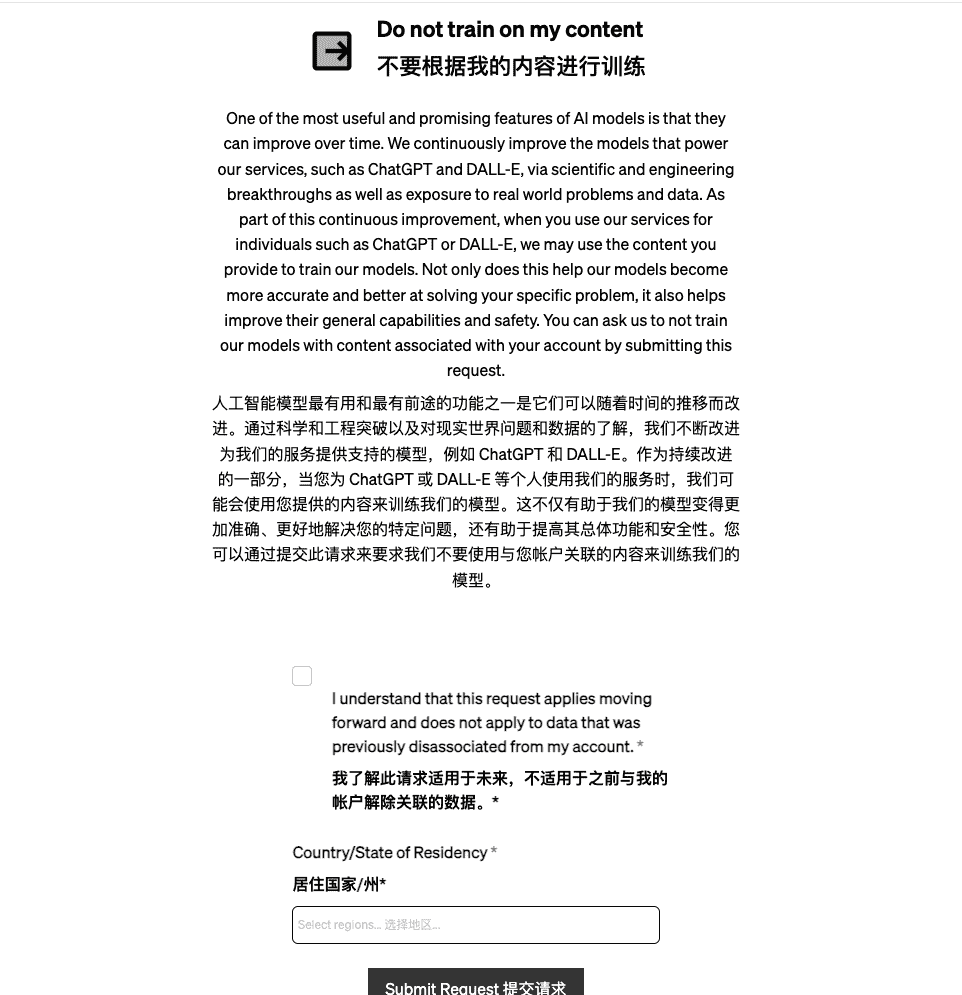 Do not train on my content
不要根据我的内容进行训练
One of the most useful and promising features of AI models is that they
can improve over time. We continuously improve the models that power
our services, such as ChatGPT and DALL-E, via scientific and engineering
breakthroughs as well as exposure to real world problems and data. As
part of this continuous improvement, when you use our services for
individuals such as ChatGPT or DALL-E, we may use the content you
provide to train our models. Not only does this help our models become
more accurate and better at solving your specific problem, it also helps
improve their general capabilities and safety. You can ask us to not train
our models with content associated with your account by submitting this
request.
人工智能模型最有用和最有前途的功能之一是它们可以随着时间的推移而改
进。通过科学和工程突破以及对现实世界问题和数据的了解，我们不断改进
为我们的服务提供支持的模型，例如 ChatGPT 和 DALL-E。作为持续改进
的一部分，当您为 ChatGPT 或 DALL-E 等个人使用我们的服务时，我们可
能会使用您提供的内容来训练我们的模型。这不仅有助于我们的模型变得更
加准确、更好地解决您的特定问题，还有助于提高其总体功能和安全性。您
可以通过提交此请求来要求我们不要使用与您帐户关联的内容来训练我们的
模型。
I understand that this request applies moving
forward and does not apply to data that was
previously disassociated from my account. *
我了解此请求适用于未来，不适用于之前与我的
帐户解除关联的数据。*
Country/State of Residency *
居住国家/州*
Select regions... 选择地区...
Submit Request 提交请求